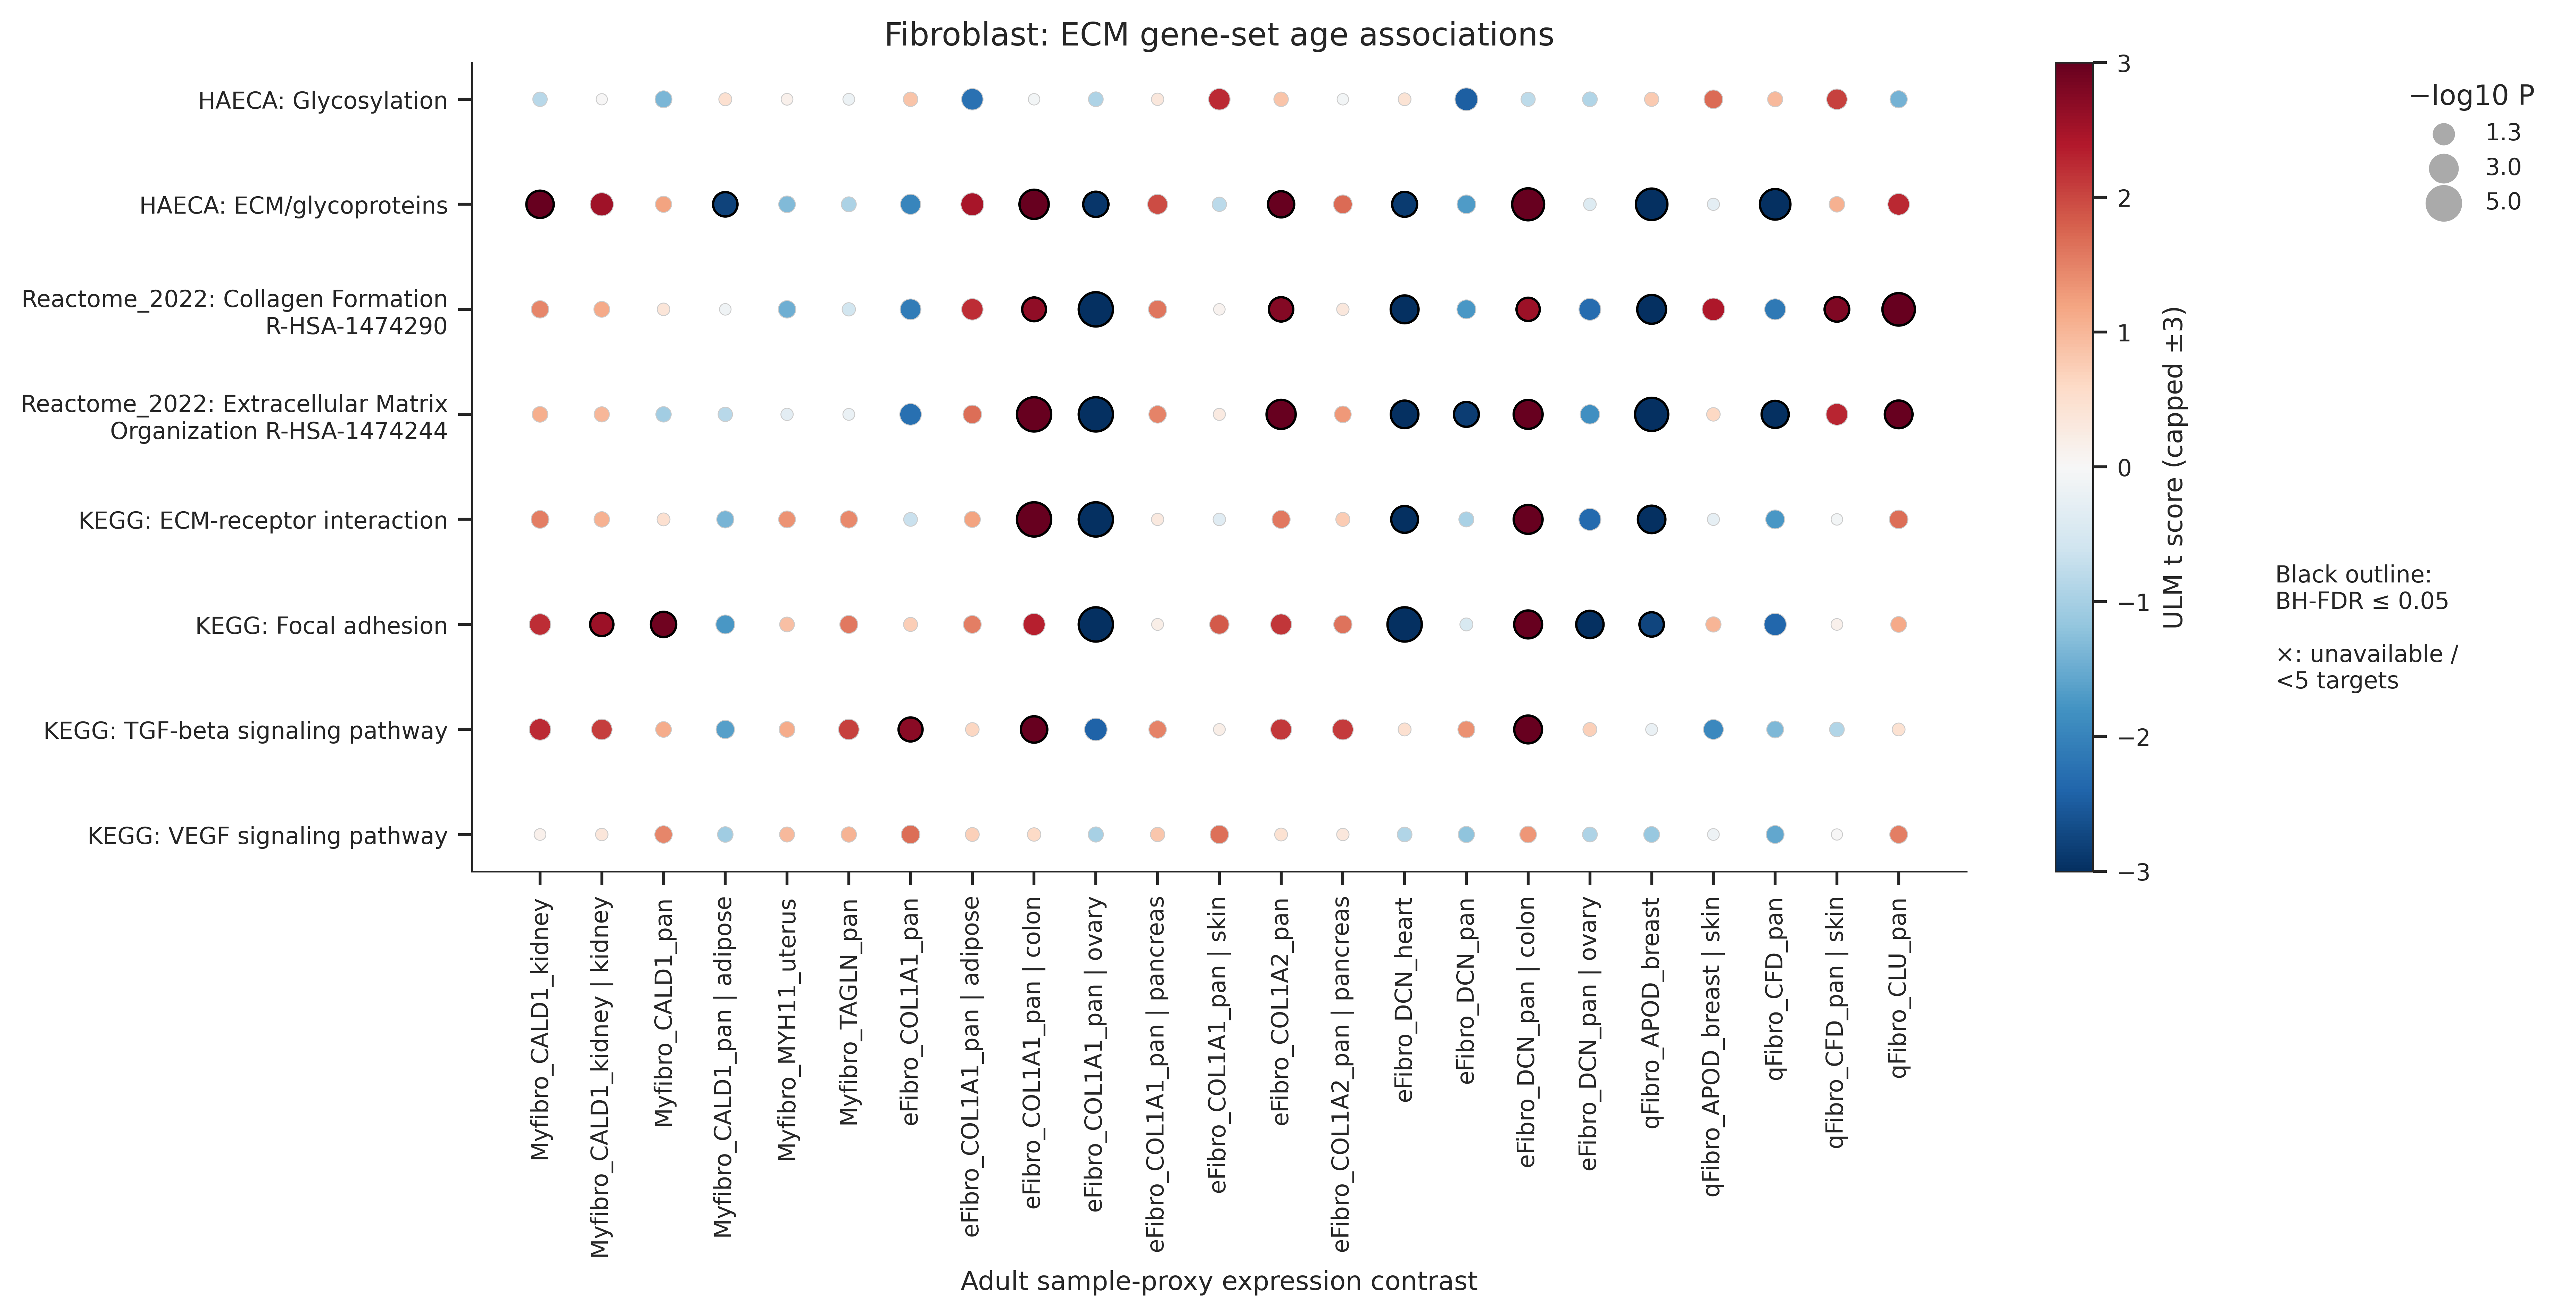 Fibroblast: ECM gene-set age associations
HAECA: Glycosylation
HAECA: ECM/glycoproteins
Reactome_2022: Collagen Formation
R-HSA-1474290
Reactome_2022: Extracellular Matrix
Organization R-HSA-1474244
KEGG: ECM-receptor interaction
KEGG: Focal adhesion
KEGG: TGF-beta signaling pathway
KEGG: VEGF signaling pathway
Myfibro_CALD1_kidney
Myfibro_CALD1_kidney | kidney
Myfibro_CALD1_pan
Myfibro_CALD1_pan | adipose
Myfibro_MYH11_uterus
Myfibro_TAGLN_pan
eFibro_COL1A1_pan
eFibro_COL1A1_pan | adipose
eFibro_COL1A1_pan | colon
eFibro_COL1A1_pan | ovary
eFibro_COL1A1_pan | pancreas
eFibro_COL1A1_pan | skin
eFibro_COL1A2_pan
eFibro_COL1A2_pan | pancreas
eFibro_DCN_heart
eFibro_DCN_pan
eFibro_DCN_pan | colon
eFibro_DCN_pan | ovary
qFibro_APOD_breast
qFibro_APOD_breast | skin
qFibro_CFD_pan
qFibro_CFD_pan | skin
qFibro_CLU_pan
Adult sample-proxy expression contrast
3
2
1
0
−1
−2
−3
ULM t score (capped ±3)
−log10 P
1.3
3.0
5.0
Black outline:
BH-FDR ≤ 0.05
×: unavailable /
<5 targets